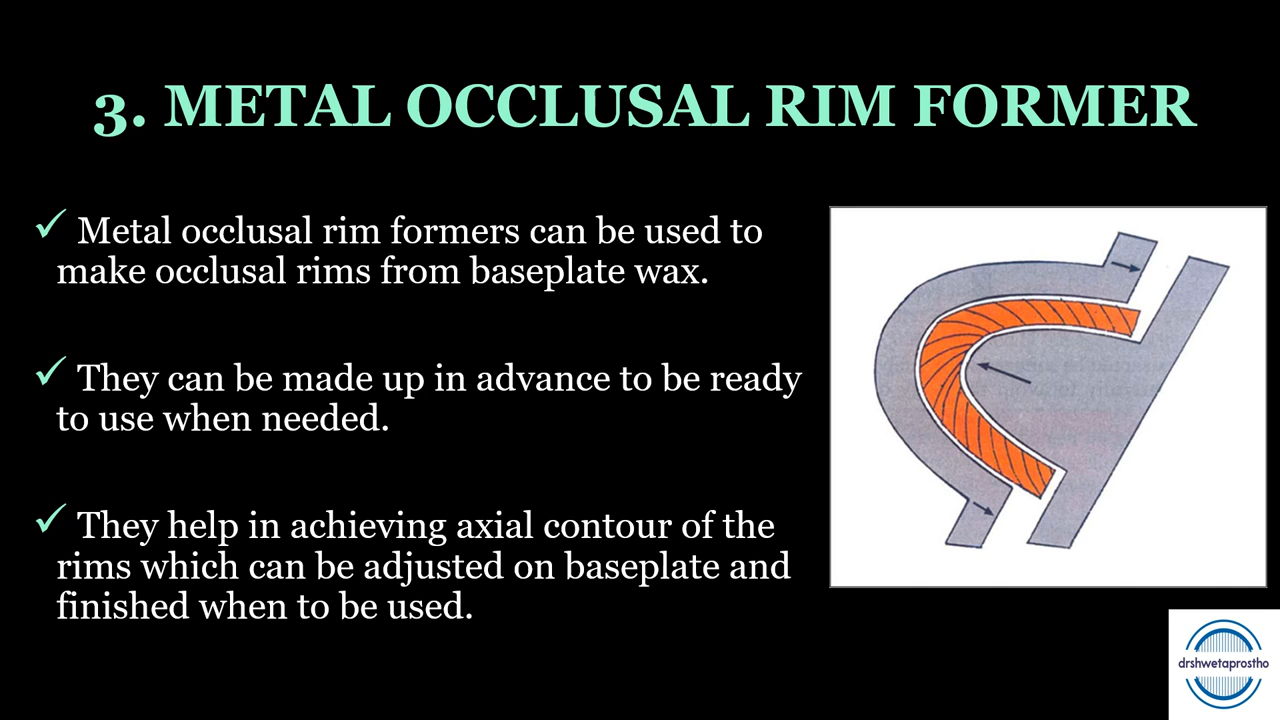 3. METAL OCCLUSAL RIM FORMER
✓ Metal occlusal rim formers can be used to
make occlusal rims from baseplate wax.
✓ They can be made up in advance to be ready
to use when needed.
✓ They help in achieving axial contour of the
rims which can be adjusted on baseplate and
finished when to be used.
drshwetaprostho